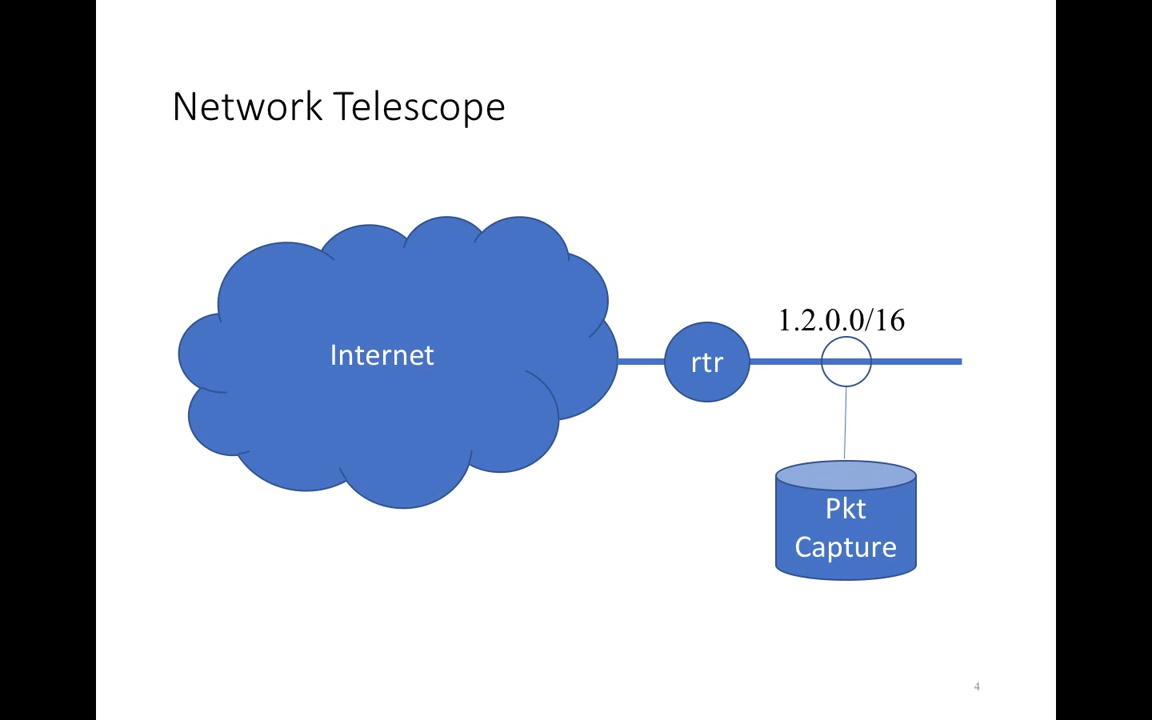 Network Telescope
1.2.0.0/16
Internet
rtr
Pkt
Capture
4